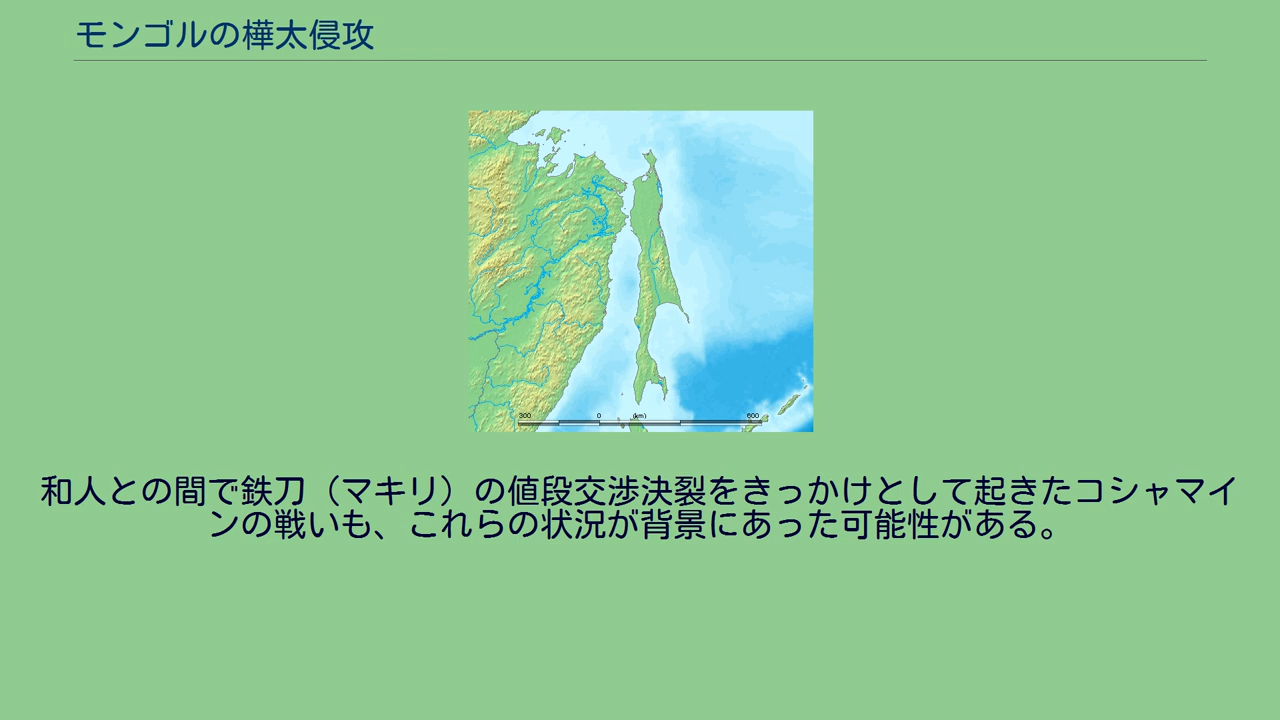 モンゴルの樺太侵攻
300 0 (km) 600
和人との間で鉄刀（マキリ）の値段交渉決裂をきっかけとして起きたコシャマイ
ンの戦いも、これらの状況が背景にあった可能性がある。